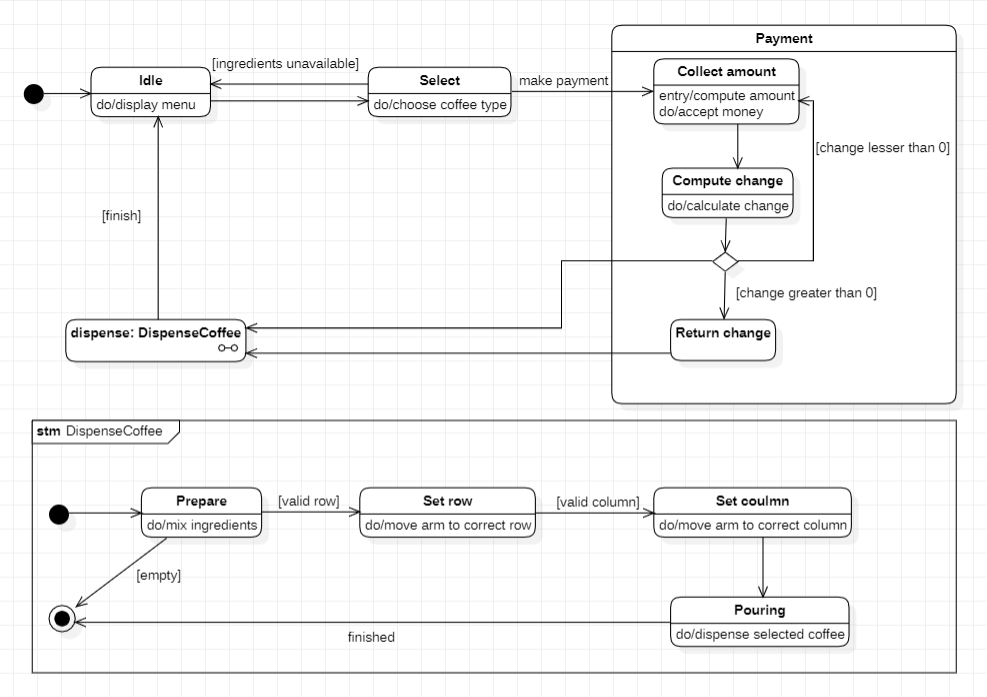 Payment
[ingredients unavailable]
Idle
do/display menu
Select
do/choose coffee type
make payment
Collect amount
entry/compute amount
do/accept money
[change lesser than 0]
Compute change
do/calculate change
[finish]
[change greater than 0]
dispense: DispenseCoffee
Return change
stm DispenseCoffee
Prepare
do/mix ingredients
[valid row]
Set row
do/move arm to correct row
[valid column]
Set coulmn
do/move arm to correct column
[empty]
Pouring
do/dispense selected coffee
finished